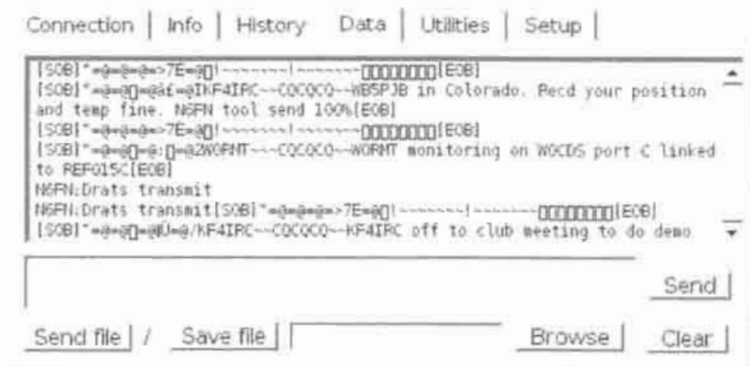 Connection | Info | History Data | Utilities | Setup |
[SOB]"=@=@=@=>7E=@▯!~~~~~~~!~~~~~~~▯▯▯▯▯▯▯▯[EOB]
[SOB]"=@=@▯=@â£=@IKF4IRC~~CQCQCQ~~WB5PJB in Colorado. Recd your position
and temp fine. N6FN tool send 100%[EOB]
[SOB]"=@=@=@=>7E=@▯!~~~~~~~!~~~~~~~▯▯▯▯▯▯▯▯[EOB]
[SOB]"=@=@▯=@:▯=@2W0RMT~~~CQCQCQ~~W0RMT monitoring on W0CDS port C linked
to REF015C[EOB]
N6FN:Drats transmit
N6FN:Drats transmit[SOB]"=@=@=@=>7E=@▯!~~~~~~~!~~~~~~~▯▯▯▯▯▯▯▯[EOB]
[SOB]"=@=@▯=@Ü=@/KF4IRC~~CQCQCQ~~KF4IRC off to club meeting to do demo
Send
Send file / Save file Browse Clear